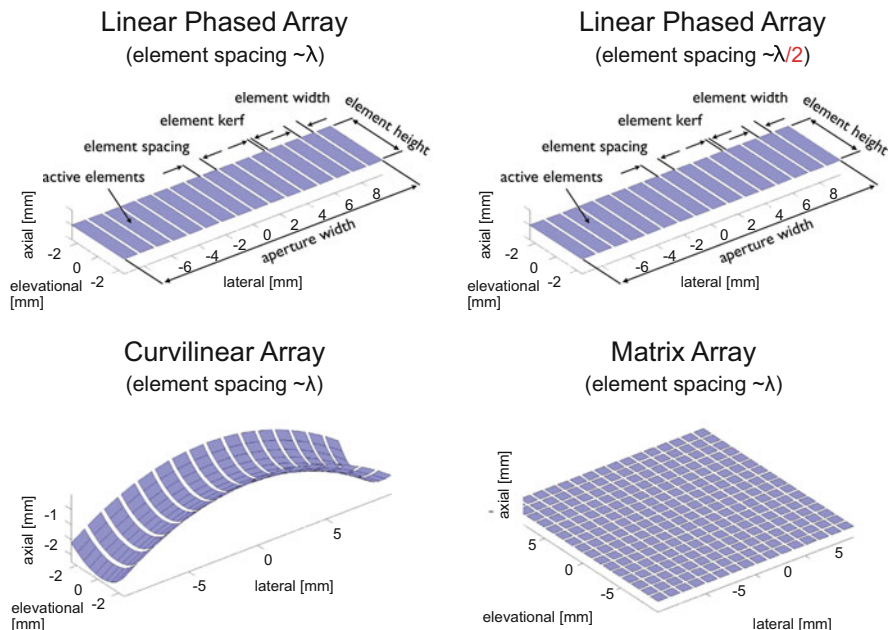 Linear Phased Array
(element spacing ~λ)
element width
element kerf
element height
element spacing
active elements
axial [mm]
-2
0
-2
elevational
[mm]
-6
-4
-2
0
2
4
6
8
aperture width
lateral [mm]
Linear Phased Array
(element spacing ~λ/2)
element width
element kerf
element height
element spacing
active elements
axial [mm]
-2
0
-2
elevational
[mm]
-6
-4
-2
0
2
4
6
8
aperture width
lateral [mm]
Curvilinear Array
(element spacing ~λ)
axial [mm]
-1
-2
-2
0
-2
elevational
[mm]
-5
0
5
lateral [mm]
Matrix Array
(element spacing ~λ)
axial [mm]
-
5
0
-5
elevational [mm]
-5
0
5
lateral [mm]